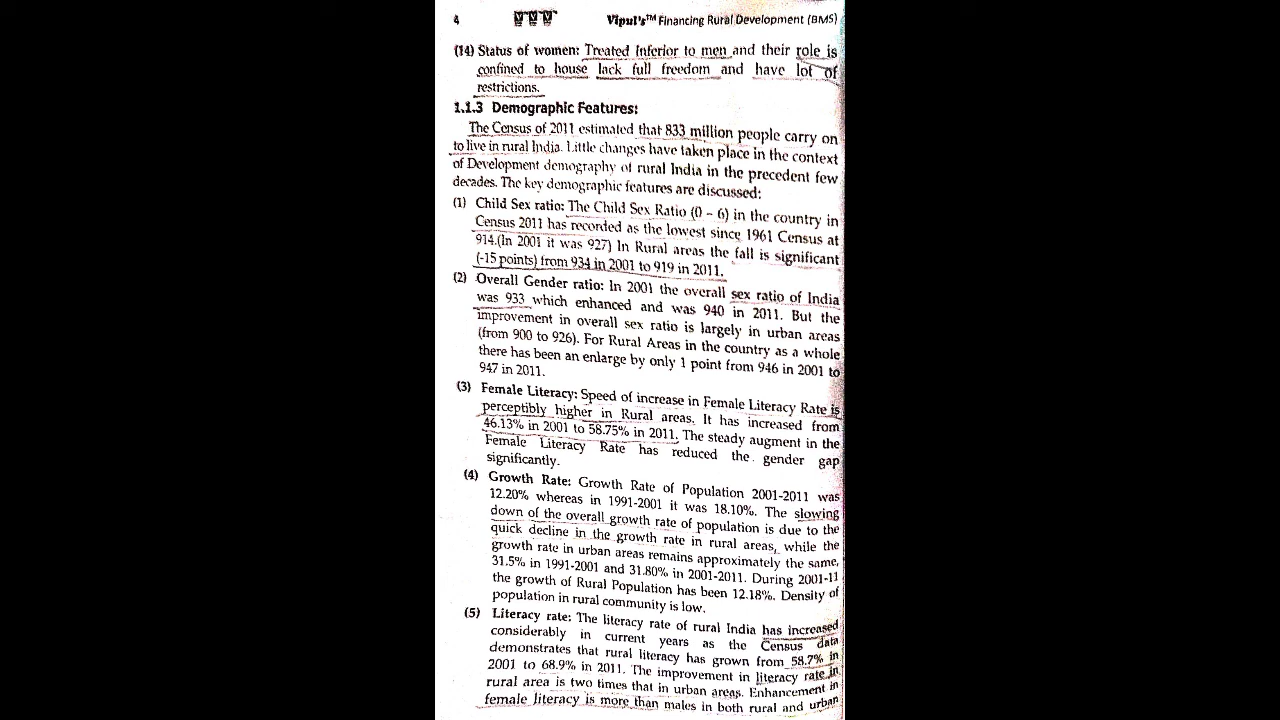 4 Vipul's™ Financing Rural Development (BMS)
(14) Status of women: Treated Inferior to men and their role is
confined to house lack full freedom and have lot of
restrictions.
1.1.3 Demographic Features:
The Census of 2011 estimated that 833 million people carry on
to live in rural India. Little changes have taken place in the context
of Development demography of rural India in the precedent few
decades. The key demographic features are discussed:
(1) Child Sex ratio: The Child Sex Ratio (0 – 6) in the country in
Census 2011 has recorded as the lowest since 1961 Census at
914.(In 2001 it was 927) In Rural areas the fall is significant
(-15 points) from 934 in 2001 to 919 in 2011.
(2) Overall Gender ratio: In 2001 the overall sex ratio of India
was 933 which enhanced and was 940 in 2011. But the
improvement in overall sex ratio is largely in urban areas
(from 900 to 926). For Rural Areas in the country as a whole
there has been an enlarge by only 1 point from 946 in 2001 to
947 in 2011.
(3) Female Literacy: Speed of increase in Female Literacy Rate is
perceptibly higher in Rural areas. It has increased from
46.13% in 2001 to 58.75% in 2011. The steady augment in the
Female Literacy Rate has reduced the gender gap
significantly.
(4) Growth Rate: Growth Rate of Population 2001-2011 was
12.20% whereas in 1991-2001 it was 18.10%. The slowing
down of the overall growth rate of population is due to the
quick decline in the growth rate in rural areas, while the
growth rate in urban areas remains approximately the same,
31.5% in 1991-2001 and 31.80% in 2001-2011. During 2001-11
the growth of Rural Population has been 12.18%. Density of
population in rural community is low.
(5) Literacy rate: The literacy rate of rural India has increased
considerably in current years as the Census data
demonstrates that rural literacy has grown from 58.7% in
2001 to 68.9% in 2011. The improvement in literacy rate in
rural area is two times that in urban areas. Enhancement in
female literacy is more than males in both rural and urban